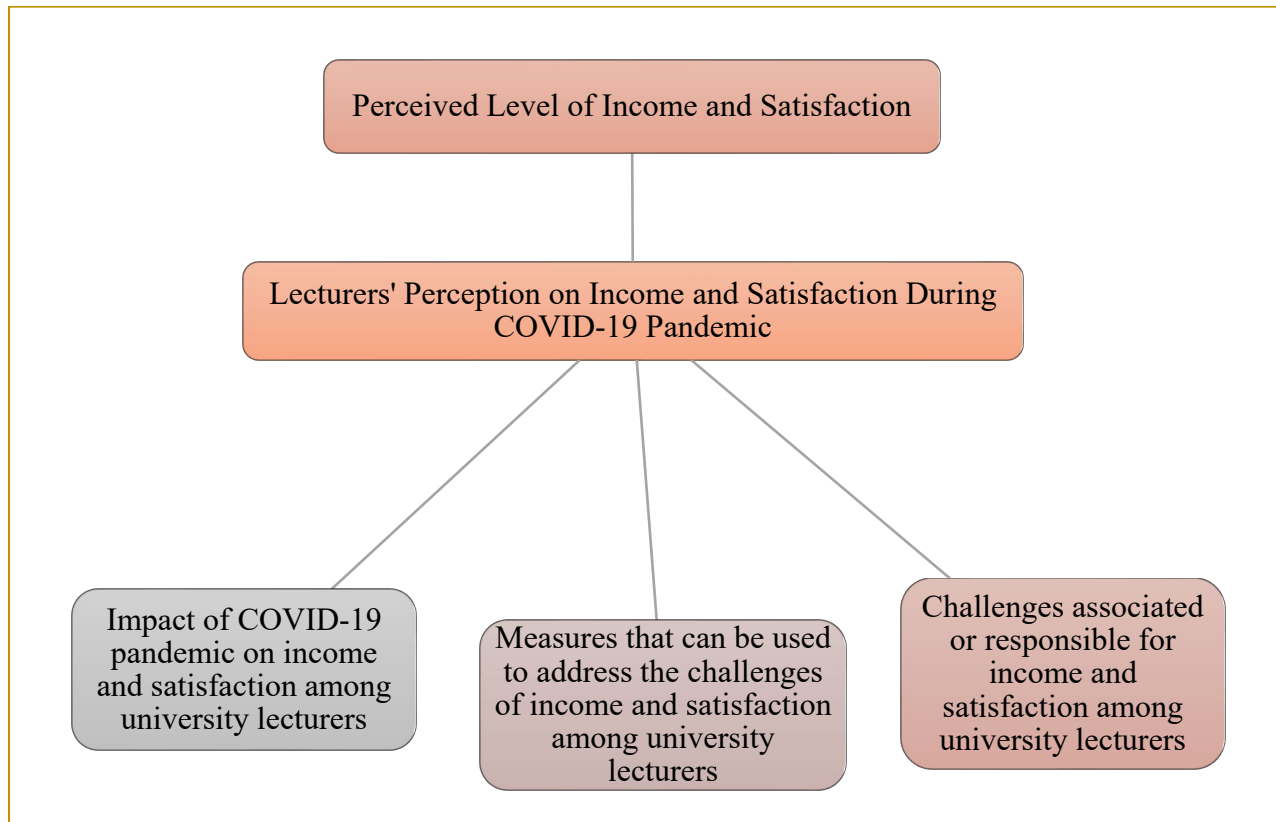 Perceived Level of Income and Satisfaction
Lecturers' Perception on Income and Satisfaction During
COVID-19 Pandemic
Impact of COVID-19
pandemic on income
and satisfaction among
university lecturers
Measures that can be used
to address the challenges
of income and satisfaction
among university
lecturers
Challenges associated
or responsible for
income and
satisfaction among
university lecturers